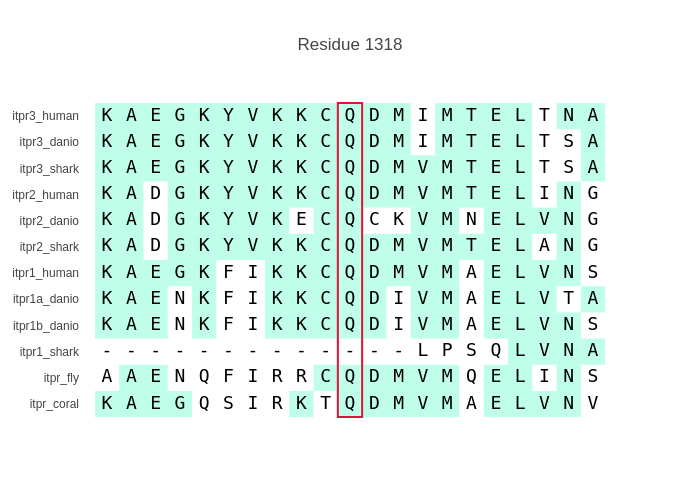 Residue 1318
itpr3_human K A E G K Y V K K C Q D M I M T E L T N A
itpr3_danio K A E G K Y V K K C Q D M I M T E L T S A
itpr3_shark K A E G K Y V K K C Q D M V M T E L T S A
itpr2_human K A D G K Y V K K C Q D M V M T E L I N G
itpr2_danio K A D G K Y V K E C Q C K V M N E L V N G
itpr2_shark K A D G K Y V K K C Q D M V M T E L A N G
itpr1_human K A E G K F I K K C Q D M V M A E L V N S
itpr1a_danio K A E N K F I K K C Q D I V M A E L V T A
itpr1b_danio K A E N K F I K K C Q D I V M A E L V N S
itpr1_shark - - - - - - - - - - - - - L P S Q L V N A
itpr_fly A A E N Q F I R R C Q D M V M Q E L I N S
itpr_coral K A E G Q S I R K T Q D M V M A E L V N V